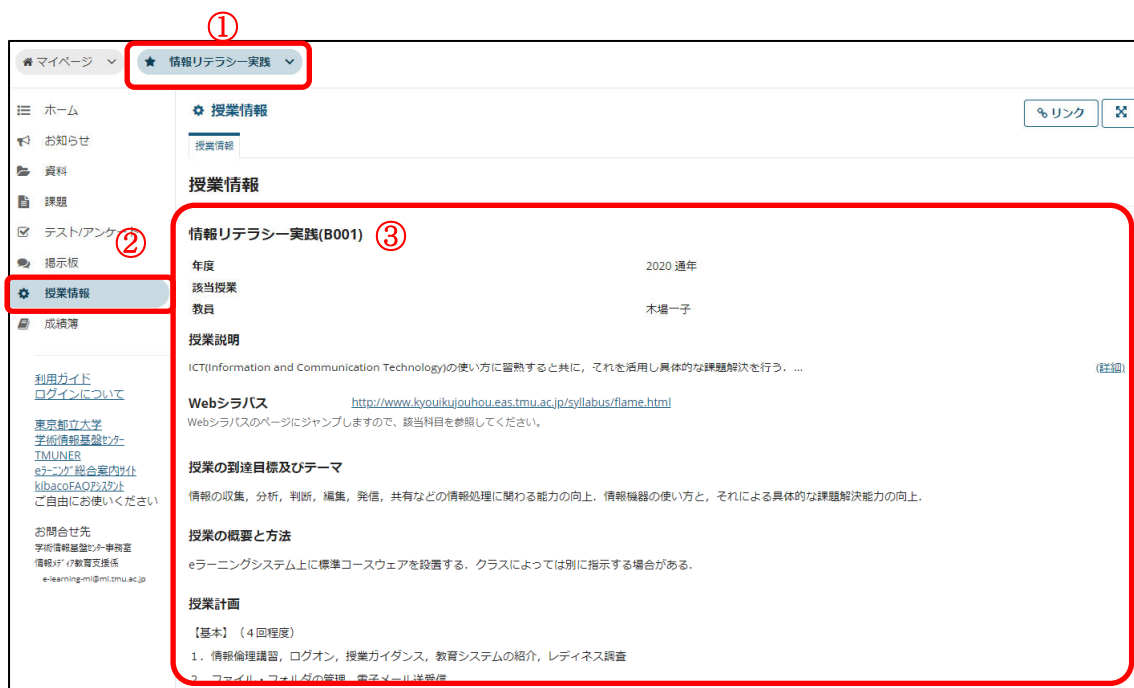 ①
マイページ
★ 情報リテラシー実践
ホーム
お知らせ
資料
課題
テスト/アンケート
②
掲示板
授業情報
成績簿
利用ガイド
ログインについて
東京都立大学
学術情報基盤ｾﾝﾀｰ
TMUNER
eﾗｰﾆﾝｸﾞ総合案内ｻｲﾄ
kibacoFAQｱｼｽﾀﾝﾄ
ご自由にお使いください
お問合せ先
学術情報基盤ｾﾝﾀｰ事務室
情報ﾒﾃﾞｨｱ教育支援係
e-learning-ml@ml.tmu.ac.jp
授業情報
リンク
授業情報
授業情報
情報リテラシー実践(B001) ③
年度 2020 通年
該当授業
教員 木場一子
授業説明
ICT(Information and Communication Technology)の使い方に習熟すると共に，それを活用し具体的な課題解決を行う．... (詳細)
Webシラバス http://www.kyouikujouhou.eas.tmu.ac.jp/syllabus/flame.html
Webシラバスのページにジャンプしますので、該当科目を参照してください。
授業の到達目標及びテーマ
情報の収集，分析，判断，編集，発信，共有などの情報処理に関わる能力の向上．情報機器の使い方と，それによる具体的な課題解決能力の向上．
授業の概要と方法
eラーニングシステム上に標準コースウェアを設置する．クラスによっては別に指示する場合がある．
授業計画
【基本】（４回程度）
１．情報倫理講習，ログオン，授業ガイダンス，教育システムの紹介，レディネス調査
２．ファイル・フォルダの管理，電子メール送受信